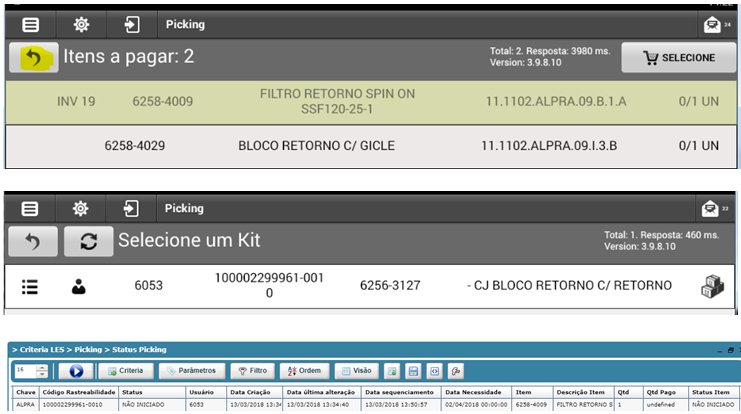 Picking
34
Itens a pagar: 2
Total: 2. Resposta: 3980 ms.
Version: 3.9.8.10
SELECIONE
INV 19 6258-4009 FILTRO RETORNO SPIN ON SSF120-25-1 11.1102.ALPRA.09.B.1.A 0/1 UN
6258-4029 BLOCO RETORNO C/ GICLE 11.1102.ALPRA.09.I.3.B 0/1 UN
Picking
22
Selecione um Kit
Total: 1. Resposta: 460 ms.
Version: 3.9.8.10
6053 100002299961-001 0 6256-3127 - CJ BLOCO RETORNO C/ RETORNO
> Criteria LES > Picking > Status Picking
16 Criteria Parâmetros Filtro Ordem Visão
Chave Código Rastreabilidade Status Usuário Data Criação Data última alteração Data sequenciamento Data Necessidade Item Descrição Item Qtd Qtd Pago Status Item
ALPRA 100002299961-0010 NÃO INICIADO 6053 13/03/2018 13:34 13/03/2018 13:34:40 13/03/2018 13:50:57 02/04/2018 00:00:00 6258-4009 FILTRO RETORNO S 1 undefined NÃO INICIADO